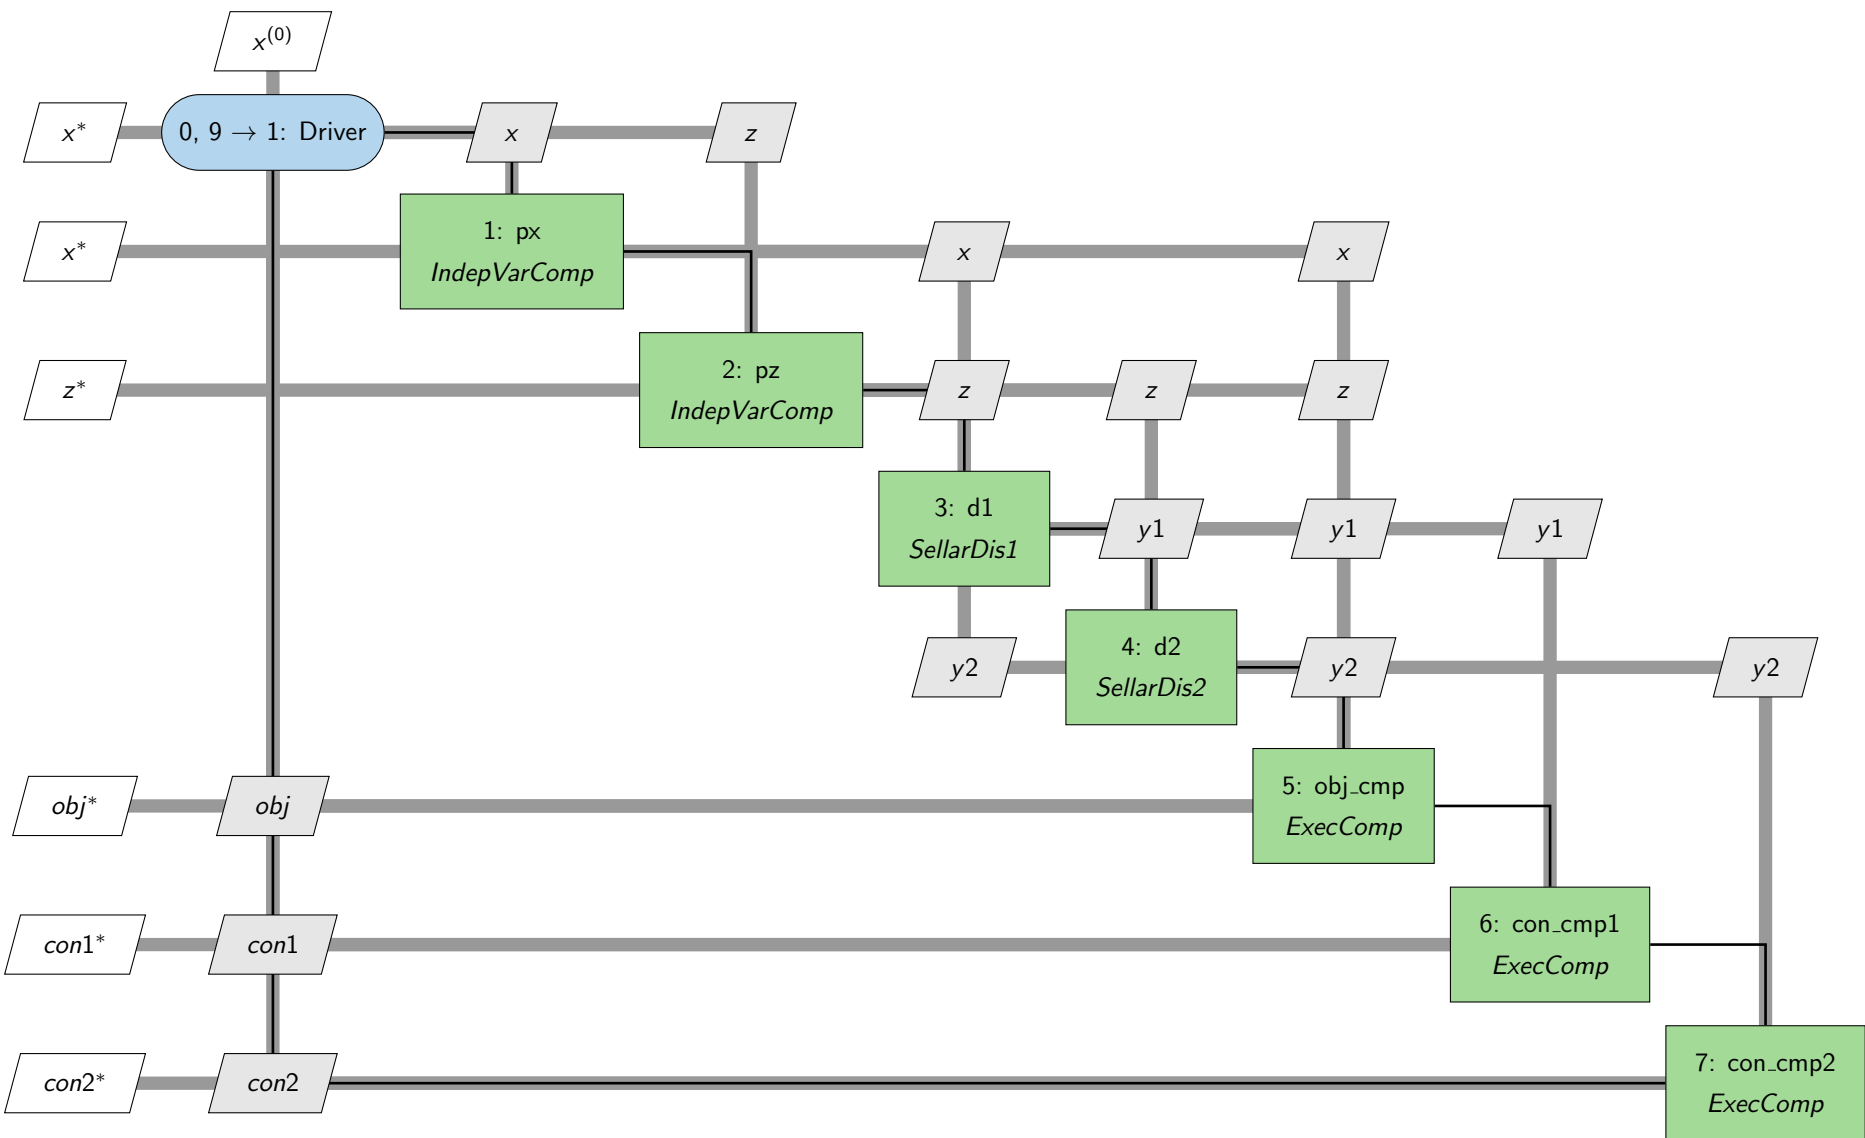 x^(0)
x*
0, 9 → 1: Driver
x
z
x*
1: px
IndepVarComp
x
x
z*
2: pz
IndepVarComp
z
z
z
3: d1
SellarDis1
y1
y1
y1
y2
4: d2
SellarDis2
y2
y2
obj*
obj
5: obj_cmp
ExecComp
con1*
con1
6: con_cmp1
ExecComp
con2*
con2
7: con_cmp2
ExecComp